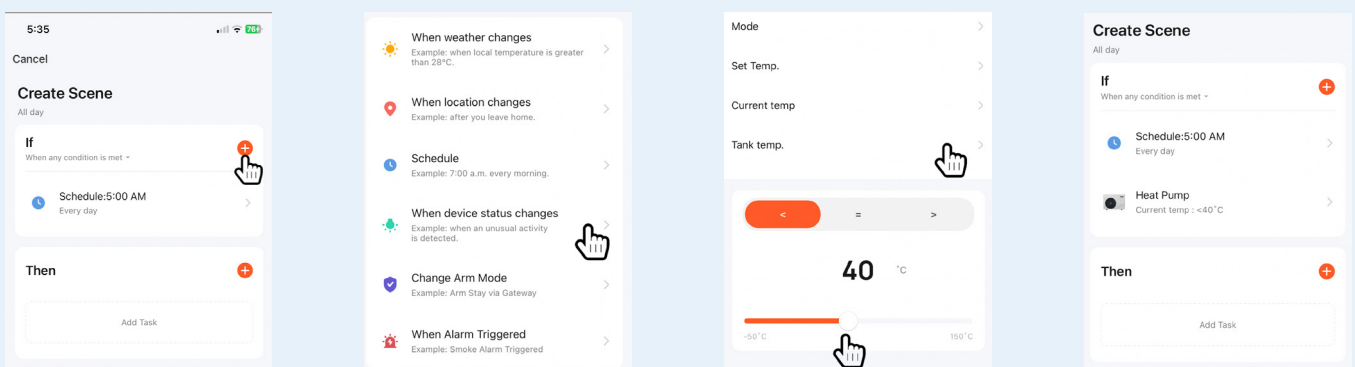 5:35
76
Cancel
Create Scene
All day
If
When any condition is met
Schedule:5:00 AM
Every day
Then
Add Task
When weather changes
Example: when local temperature is greater
than 28°C.
When location changes
Example: after you leave home.
Schedule
Example: 7:00 a.m. every morning.
When device status changes
Example: when an unusual activity
is detected.
Change Arm Mode
Example: Arm Stay via Gateway
When Alarm Triggered
Example: Smoke Alarm Triggered
Mode
Set Temp.
Current temp
Tank temp.
< = >
40 °C
-50°C 150°C
Create Scene
All day
If
When any condition is met
Schedule:5:00 AM
Every day
Heat Pump
Current temp : <40°C
Then
Add Task